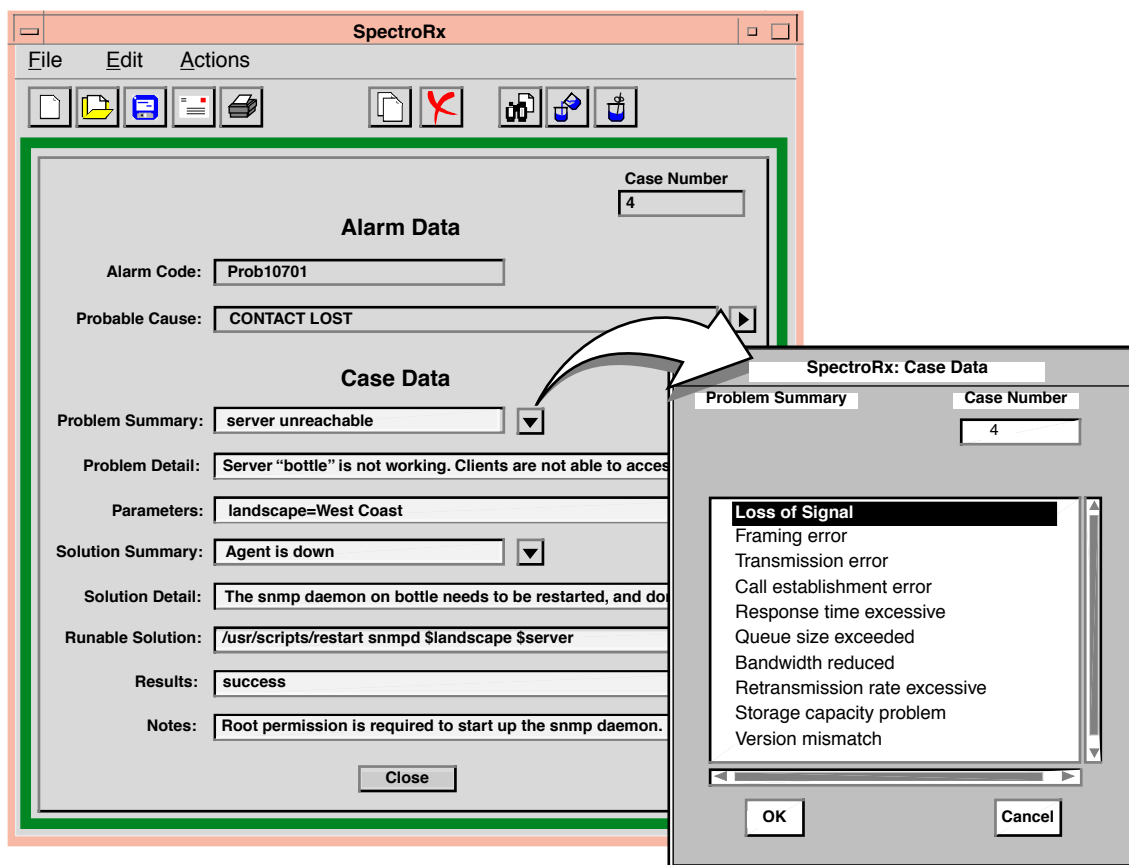 SpectroRx
File Edit Actions
Case Number
4
Alarm Data
Alarm Code: Prob10701
Probable Cause: CONTACT LOST
Case Data
Problem Summary: server unreachable
Problem Detail: Server “bottle” is not working. Clients are not able to acces
Parameters: landscape=West Coast
Solution Summary: Agent is down
Solution Detail: The snmp daemon on bottle needs to be restarted, and
Runable Solution: /usr/scripts/restart snmpd $landscape $server
Results: success
Notes: Root permission is required to start up the snmp daemon.
Close
SpectroRx: Case Data
Problem Summary Case Number
4
Loss of Signal
Framing error
Transmission error
Call establishment error
Response time excessive
Queue size exceeded
Bandwidth reduced
Retransmission rate excessive
Storage capacity problem
Version mismatch
OK Cancel